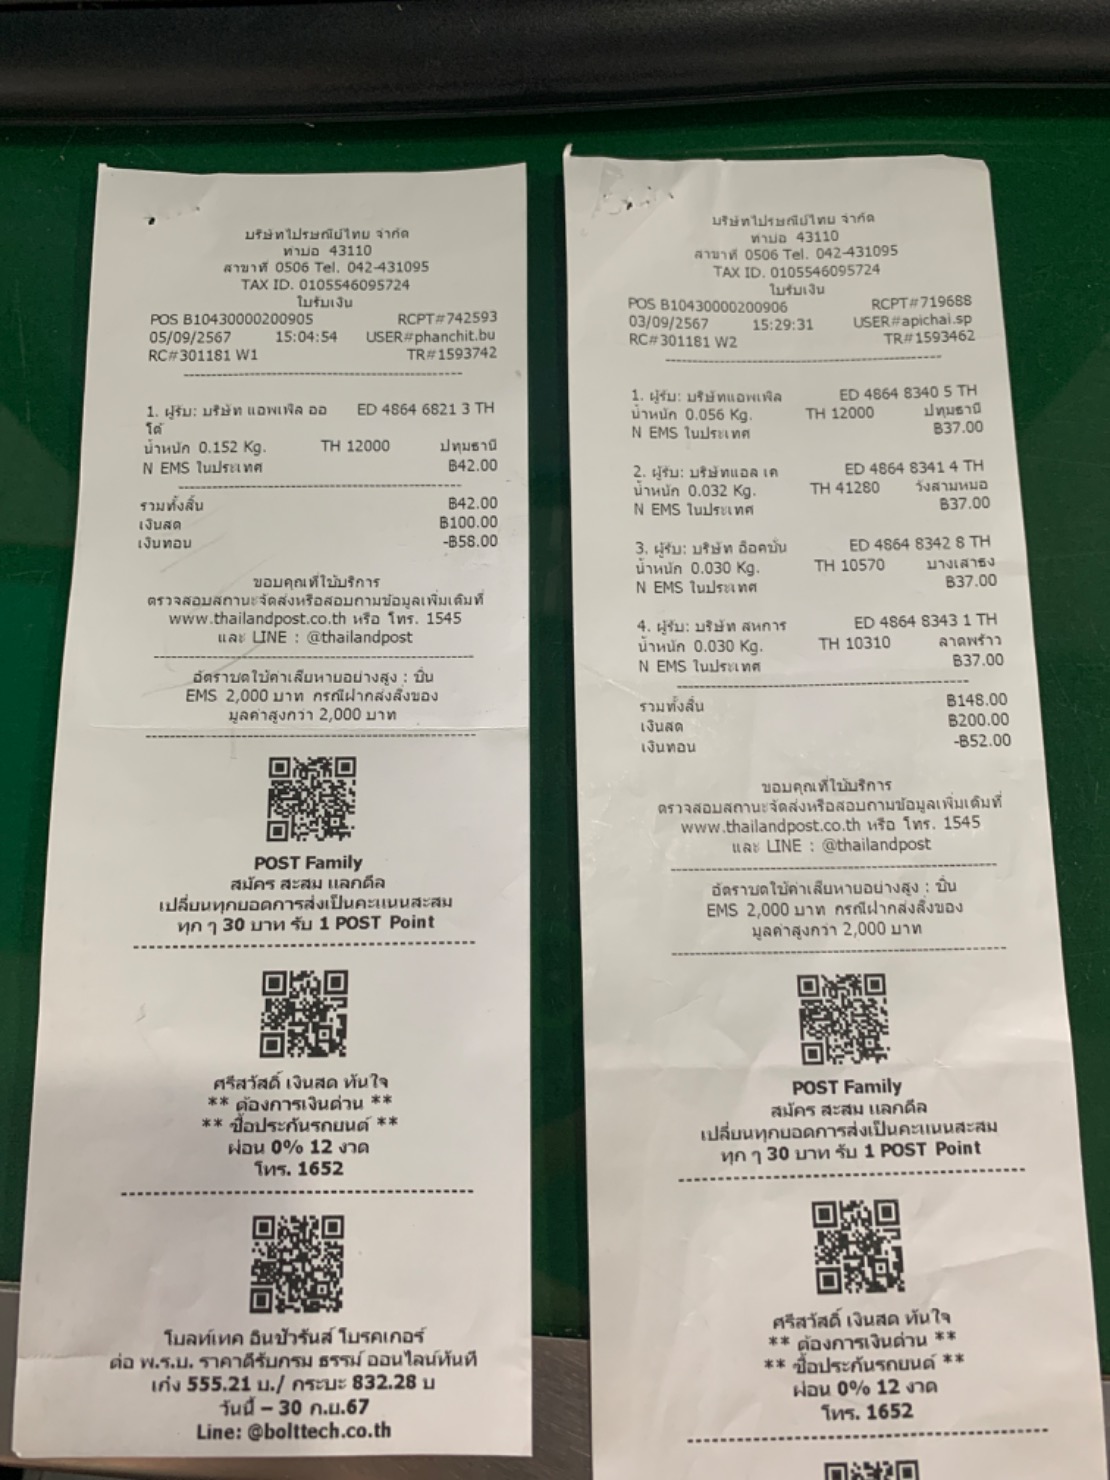 บริษัทไปรษณีย์ไทย จำกัด
ท่าบ่อ 43110
สาขาที่ 0506 Tel. 042-431095
TAX ID. 0105546095724
ใบรับเงิน
POS B10430000200905 RCPT#742593
05/09/2567 15:04:54 USER#phanchit.bu
RC#301181 W1 TR#1593742
1. ผู้รับ: บริษัท แอพเพิล ออ ED 4864 6821 3 TH
โต้
น้ำหนัก 0.152 Kg. TH 12000 ปทุมธานี
N EMS ในประเทศ ฿42.00
รวมทั้งสิ้น ฿42.00
เงินสด ฿100.00
เงินทอน -฿58.00
ขอบคุณที่ใช้บริการ
ตรวจสอบสถานะจัดส่งหรือสอบถามข้อมูลเพิ่มเติมที่
www.thailandpost.co.th หรือ โทร. 1545
และ LINE : @thailandpost
อัตราชดใช้ค่าเสียหายอย่างสูง : ชิ้น
EMS 2,000 บาท กรณีฝากส่งสิ่งของ
มูลค่าสูงกว่า 2,000 บาท
POST Family
สมัคร สะสม แลกดีล
เปลี่ยนทุกยอดการส่งเป็นคะแนนสะสม
ทุก ๆ 30 บาท รับ 1 POST Point
ศรีสวัสดิ์ เงินสด ทันใจ
** ต้องการเงินด่วน **
** ซื้อประกันรถยนต์ **
ผ่อน 0% 12 งวด
โทร. 1652
โบลท์เทค อินชัวรันส์ โบรคเกอร์
ต่อ พ.ร.บ. ราคาดีรับกรม ธรรม์ ออนไลน์ทันที
เก๋ง 555.21 บ./ กระบะ 832.28 บ
วันนี้ – 30 ก.ย.67
Line: @bolttech.co.th
บริษัทไปรษณีย์ไทย จำกัด
ท่าบ่อ 43110
สาขาที่ 0506 Tel. 042-431095
TAX ID. 0105546095724
ใบรับเงิน
POS B10430000200906 RCPT#719688
03/09/2567 15:29:31 USER#apichai.sp
RC#301181 W2 TR#1593462
1. ผู้รับ: บริษัทแอพเพิล ED 4864 8340 5 TH
น้ำหนัก 0.056 Kg. TH 12000 ปทุมธานี
N EMS ในประเทศ ฿37.00
2. ผู้รับ: บริษัทแอล เค ED 4864 8341 4 TH
น้ำหนัก 0.032 Kg. TH 41280 วังสามหมอ
N EMS ในประเทศ ฿37.00
3. ผู้รับ: บริษัท อ๊อคชั่น ED 4864 8342 8 TH
น้ำหนัก 0.030 Kg. TH 10570 บางเสาธง
N EMS ในประเทศ ฿37.00
4. ผู้รับ: บริษัท สหการ ED 4864 8343 1 TH
น้ำหนัก 0.030 Kg. TH 10310 ลาดพร้าว
N EMS ในประเทศ ฿37.00
รวมทั้งสิ้น ฿148.00
เงินสด ฿200.00
เงินทอน -฿52.00
ขอบคุณที่ใช้บริการ
ตรวจสอบสถานะจัดส่งหรือสอบถามข้อมูลเพิ่มเติมที่
www.thailandpost.co.th หรือ โทร. 1545
และ LINE : @thailandpost
อัตราชดใช้ค่าเสียหายอย่างสูง : ชิ้น
EMS 2,000 บาท กรณีฝากส่งสิ่งของ
มูลค่าสูงกว่า 2,000 บาท
POST Family
สมัคร สะสม แลกดีล
เปลี่ยนทุกยอดการส่งเป็นคะแนนสะสม
ทุก ๆ 30 บาท รับ 1 POST Point
ศรีสวัสดิ์ เงินสด ทันใจ
** ต้องการเงินด่วน **
** ซื้อประกันรถยนต์ **
ผ่อน 0% 12 งวด
โทร. 1652